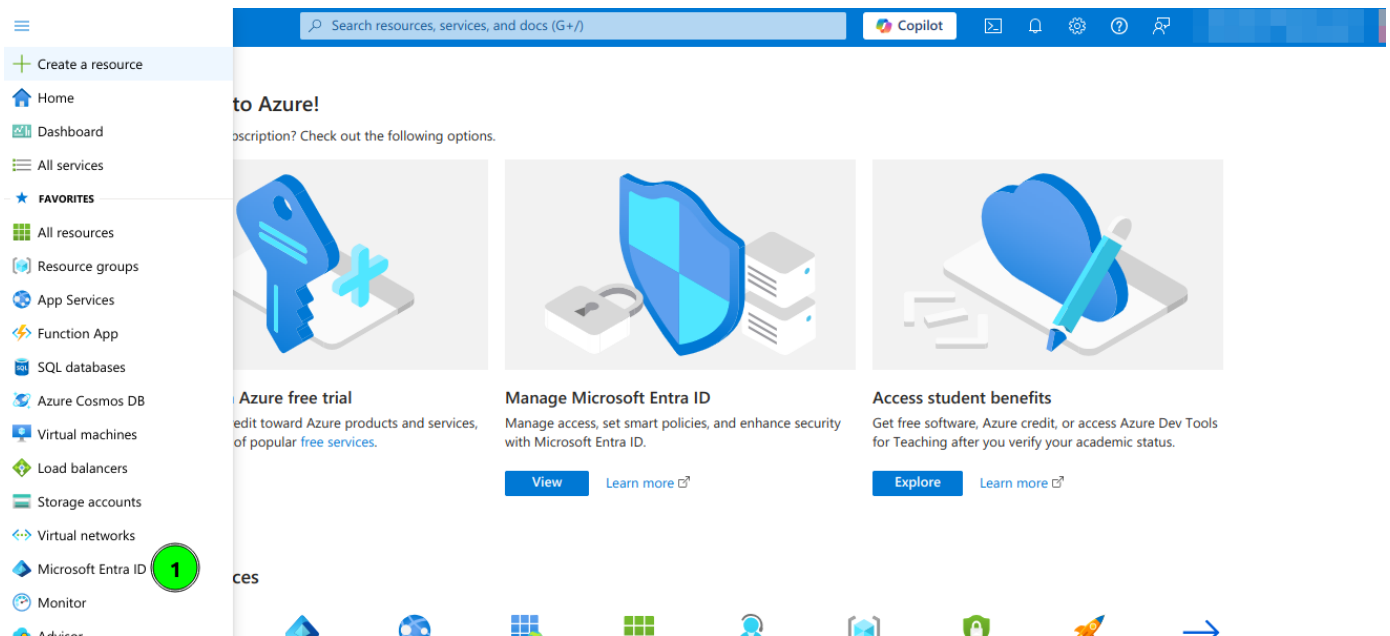 Search resources, services, and docs (G+/)
Copilot
Create a resource
Home
Dashboard
All services
FAVORITES
All resources
Resource groups
App Services
Function App
SQL
SQL databases
Azure Cosmos DB
Virtual machines
Load balancers
Storage accounts
Virtual networks
Microsoft Entra ID
1
Monitor
Advisor
to Azure!
Check out the following options.
Azure free trial
toward Azure products and services,
of popular free services.
Manage Microsoft Entra ID
Manage access, set smart policies, and enhance security
with Microsoft Entra ID.
View
Learn more
Access student benefits
Get free software, Azure credit, or access Azure Dev Tools
for Teaching after you verify your academic status.
Explore
Learn more